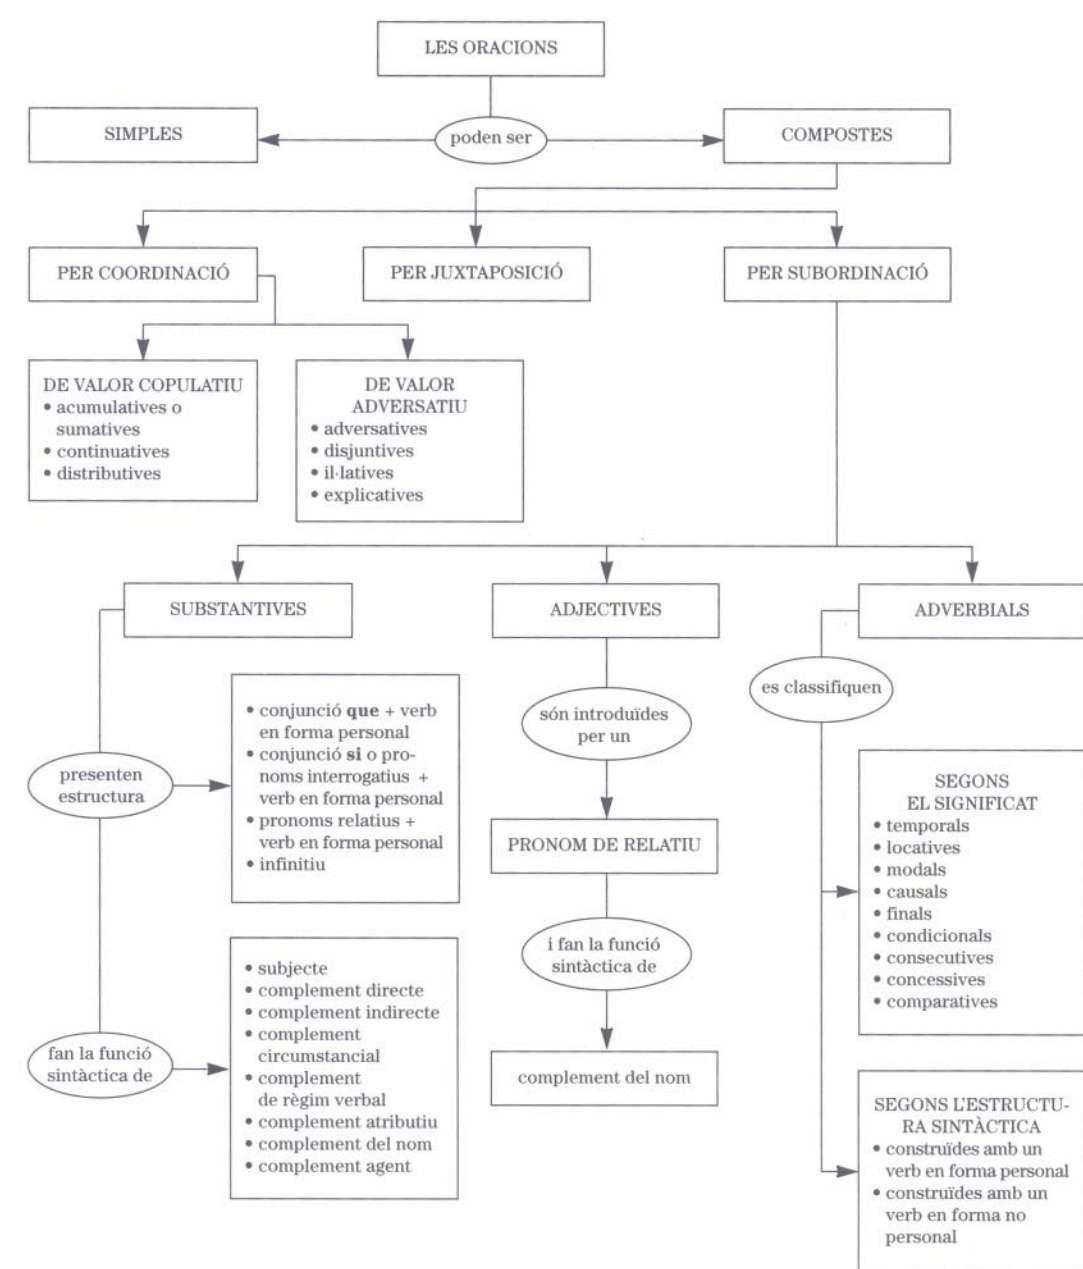 LES ORACIONS
SIMPLES
poden ser
COMPOSTES
PER COORDINACIÓ
PER JUXTAPOSICIÓ
PER SUBORDINACIÓ
DE VALOR COPULATIU
• acumulatives o
sumatives
• continuatives
• distributives
DE VALOR
ADVERSATIU
• adversatives
• disjuntives
• il·latives
• explicatives
SUBSTANTIVES
ADJECTIVES
ADVERBIALS
presenten
estructura
• conjunció que + verb
en forma personal
• conjunció si o pro-
noms interrogatius +
verb en forma personal
• pronoms relatius +
verb en forma personal
• infinitiu
fan la funció
sintàctica de
• subjecte
• complement directe
• complement indirecte
• complement
circumstancial
• complement
de règim verbal
• complement atributiu
• complement del nom
• complement agent
són introduïdes
per un
PRONOM DE RELATIU
i fan la funció
sintàctica de
complement del nom
es classifiquen
SEGONS
EL SIGNIFICAT
• temporals
• locatives
• modals
• causals
• finals
• condicionals
• consecutives
• concessives
• comparatives
SEGONS L'ESTRUCTU-
RA SINTÀCTICA
• construïdes amb un
verb en forma personal
• construïdes amb un
verb en forma no
personal